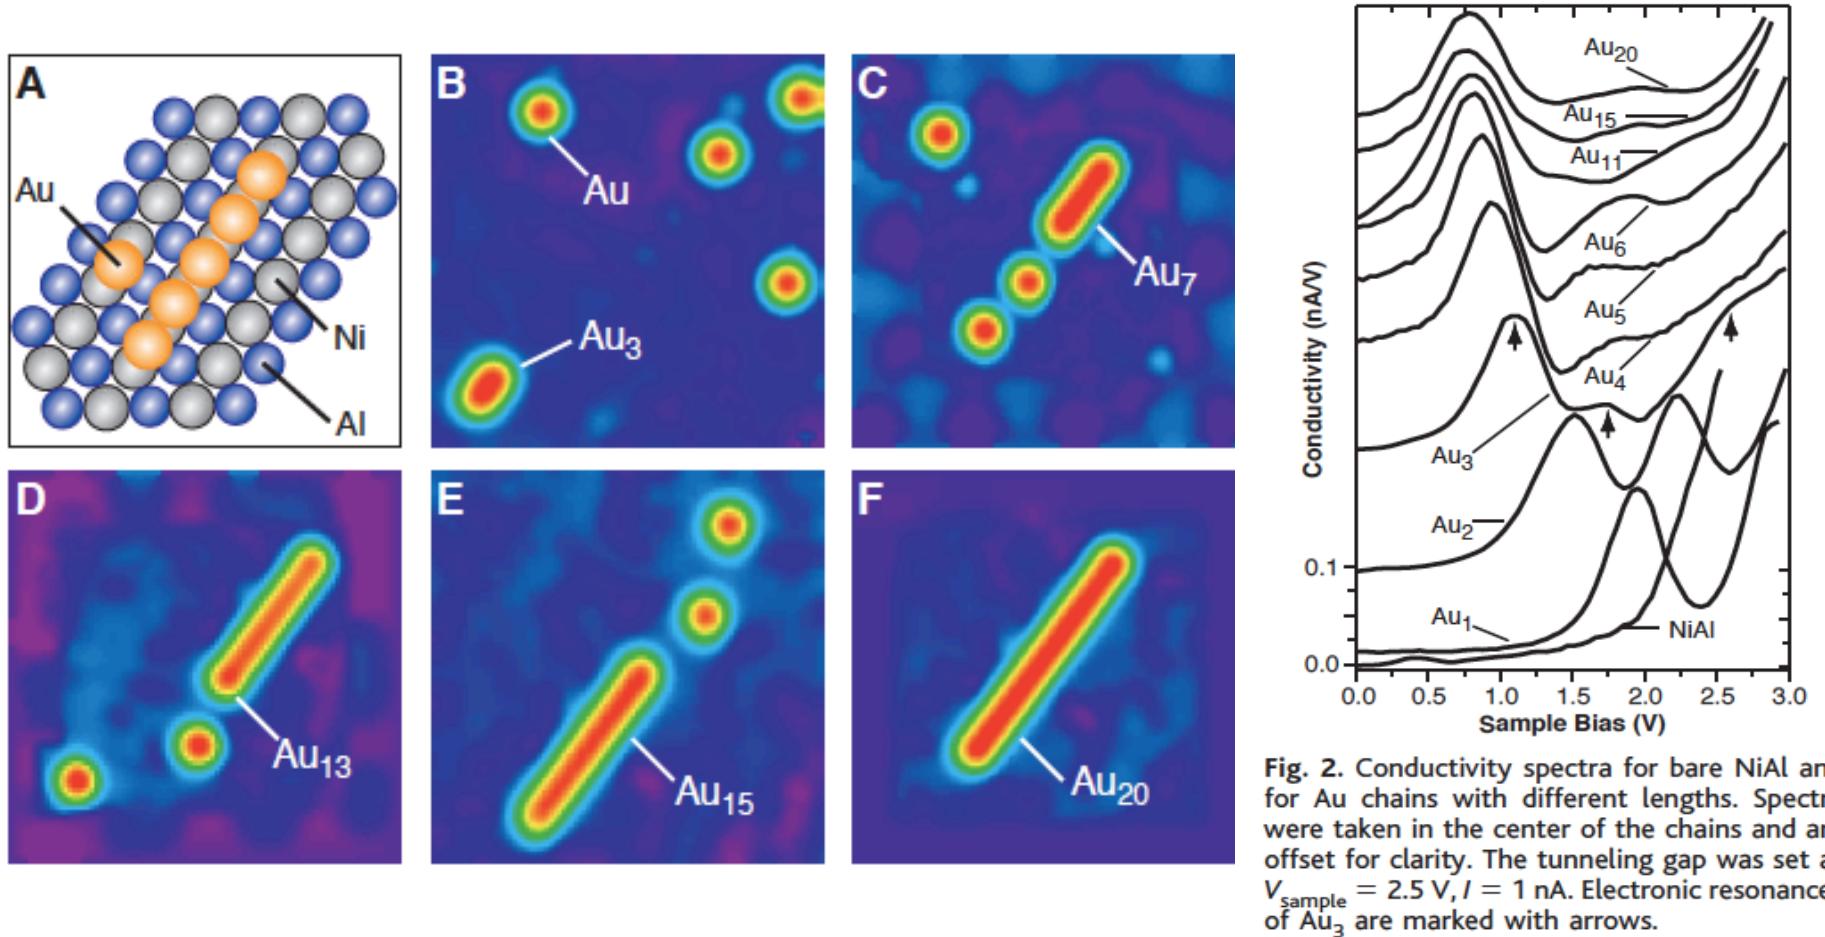 A
Au
Ni
Al
B
Au
Au3
C
Au7
D
Au13
E
Au15
F
Au20
Conductivity (nA/V)
Au20
Au15
Au11
Au6
Au5
Au4
Au3
Au2
Au1
NiAl
0.1
0.0
0.0 0.5 1.0 1.5 2.0 2.5 3.0
Sample Bias (V)
Fig. 2. Conductivity spectra for bare NiAl an
for Au chains with different lengths. Spectr
were taken in the center of the chains and ar
offset for clarity. The tunneling gap was set a
Vsample = 2.5 V, I = 1 nA. Electronic resonance
of Au3 are marked with arrows.